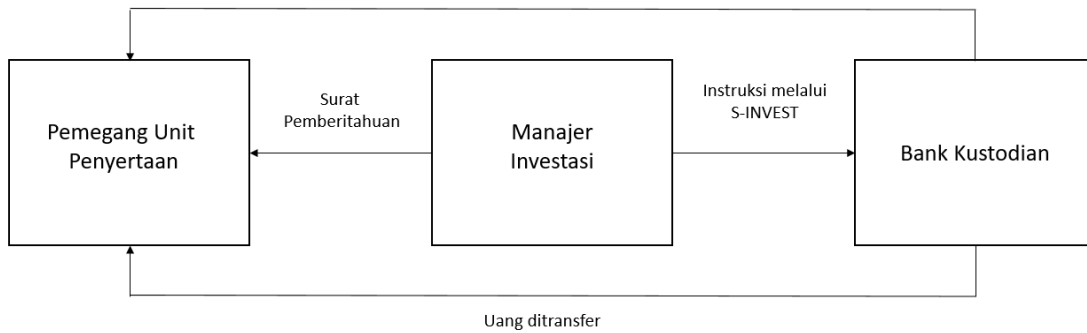 Surat
Pemberitahuan
Instruksi melalui
S-INVEST
Pemegang Unit
Penyertaan
Manajer
Investasi
Bank Kustodian
Uang ditransfer